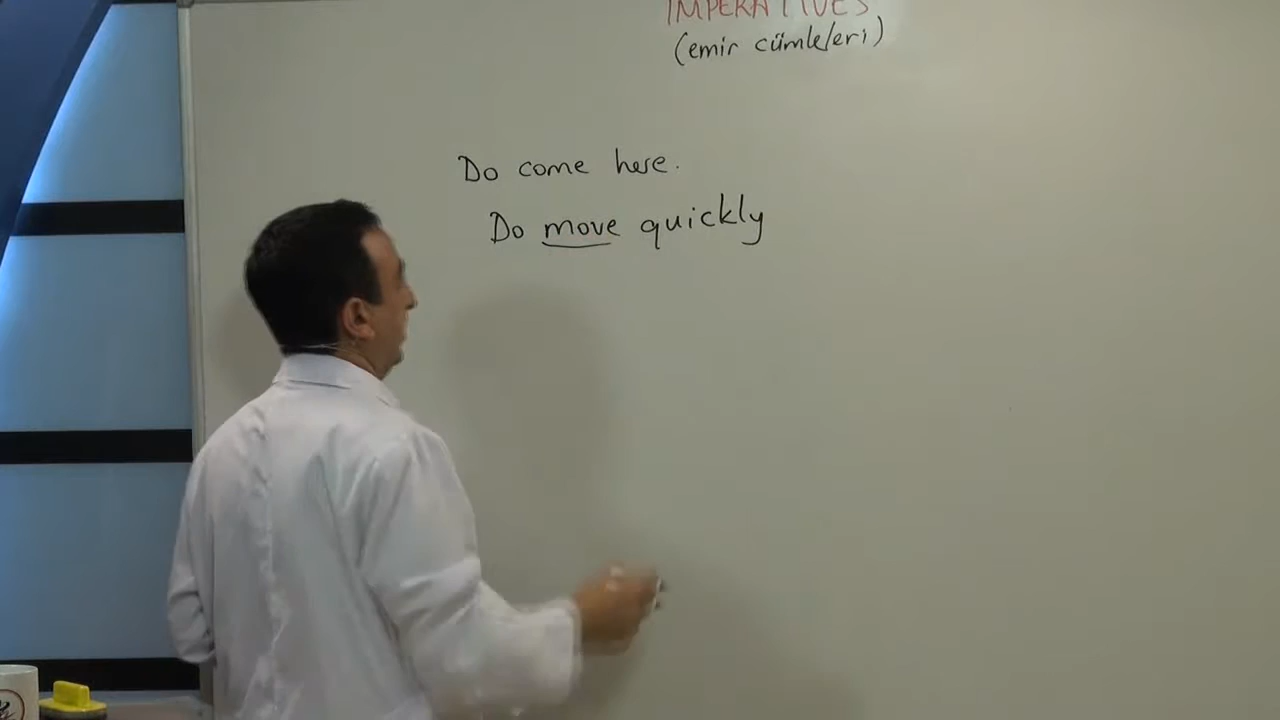 IMPERATIVES
(emir cümleleri)
Do come here.
Do move quickly